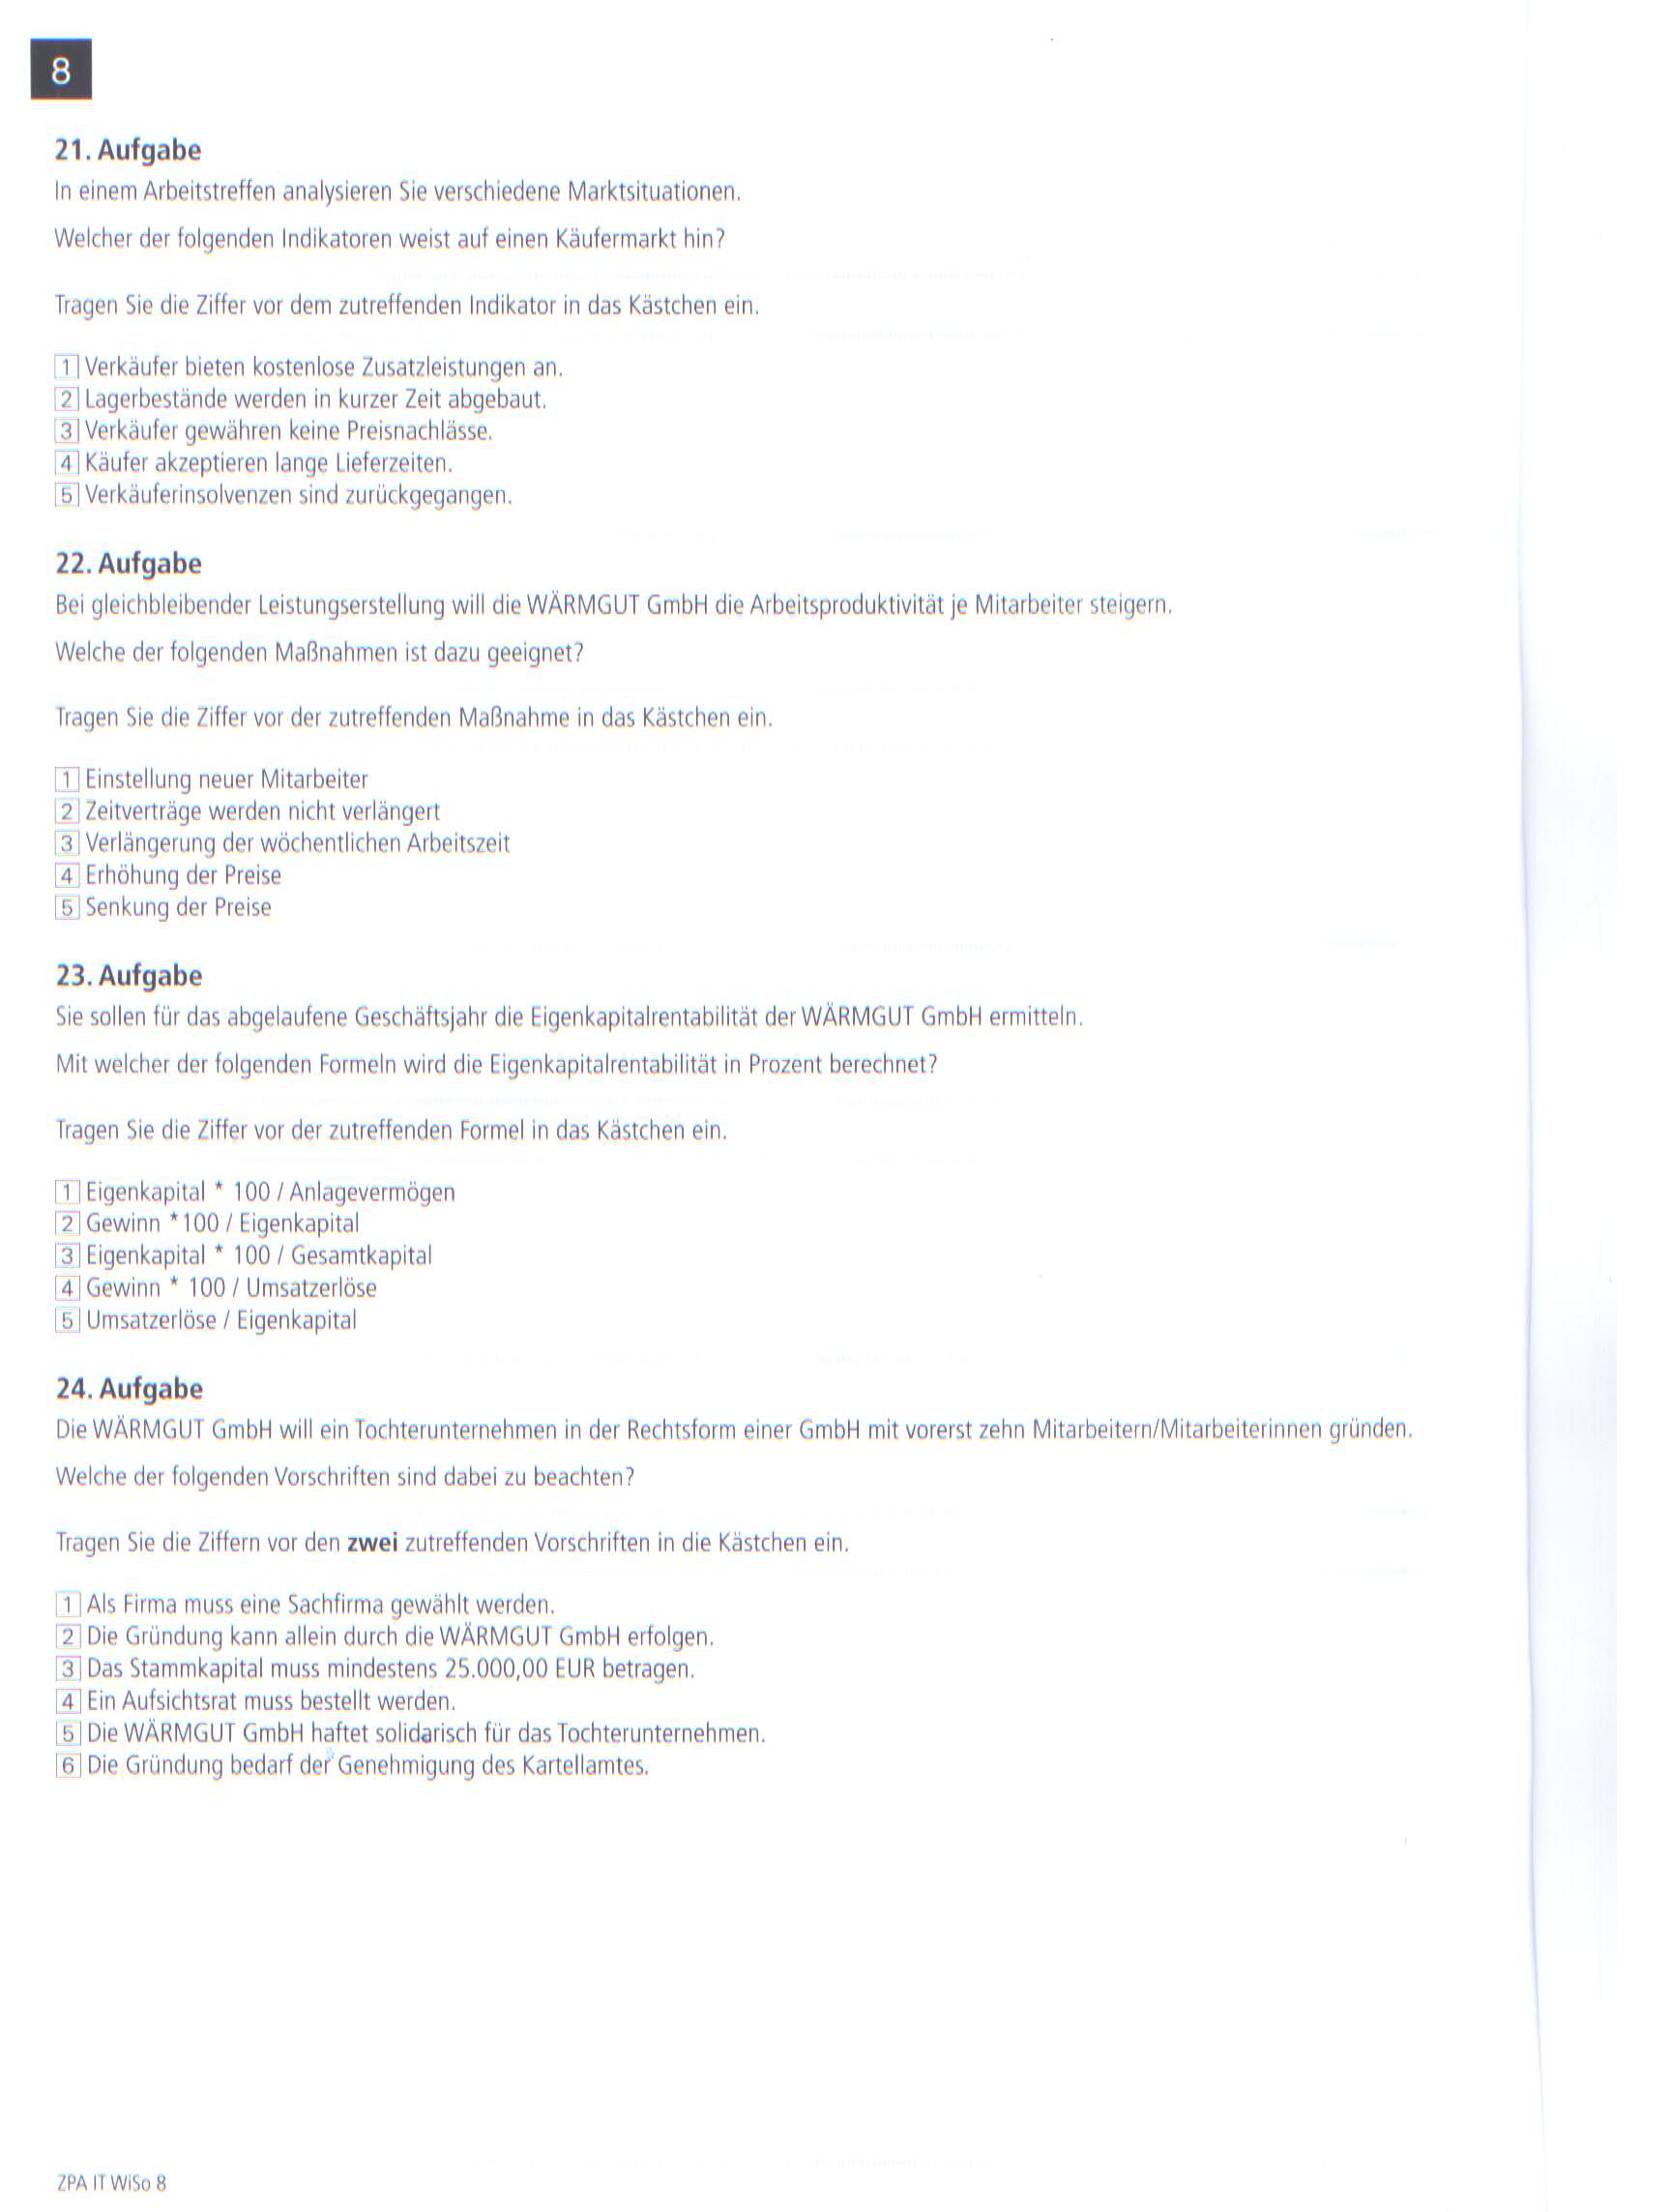 8
21. Aufgabe
In einem Arbeitstreffen analysieren Sie verschiedene Marktsituationen.
Welcher der folgenden Indikatoren weist auf einen Käufermarkt hin?
Tragen Sie die Ziffer vor dem zutreffenden Indikator in das Kästchen ein.
1 Verkäufer bieten kostenlose Zusatzleistungen an.
2 Lagerbestände werden in kurzer Zeit abgebaut.
3 Verkäufer gewähren keine Preisnachlässe.
4 Käufer akzeptieren lange Lieferzeiten.
5 Verkäuferinsolvenzen sind zurückgegangen.
22. Aufgabe
Bei gleichbleibender Leistungserstellung will die WÄRMGUT GmbH die Arbeitsproduktivität je Mitarbeiter steigern.
Welche der folgenden Maßnahmen ist dazu geeignet?
Tragen Sie die Ziffer vor der zutreffenden Maßnahme in das Kästchen ein.
1 Einstellung neuer Mitarbeiter
2 Zeitverträge werden nicht verlängert
3 Verlängerung der wöchentlichen Arbeitszeit
4 Erhöhung der Preise
5 Senkung der Preise
23. Aufgabe
Sie sollen für das abgelaufene Geschäftsjahr die Eigenkapitalrentabilität der WÄRMGUT GmbH ermitteln.
Mit welcher der folgenden Formeln wird die Eigenkapitalrentabilität in Prozent berechnet?
Tragen Sie die Ziffer vor der zutreffenden Formel in das Kästchen ein.
1 Eigenkapital * 100 / Anlagevermögen
2 Gewinn *100 / Eigenkapital
3 Eigenkapital * 100 / Gesamtkapital
4 Gewinn * 100 / Umsatzerlöse
5 Umsatzerlöse / Eigenkapital
24. Aufgabe
Die WÄRMGUT GmbH will ein Tochterunternehmen in der Rechtsform einer GmbH mit vorerst zehn Mitarbeitern/Mitarbeiterinnen gründen.
Welche der folgenden Vorschriften sind dabei zu beachten?
Tragen Sie die Ziffern vor den zwei zutreffenden Vorschriften in die Kästchen ein.
1 Als Firma muss eine Sachfirma gewählt werden.
2 Die Gründung kann allein durch die WÄRMGUT GmbH erfolgen.
3 Das Stammkapital muss mindestens 25.000,00 EUR betragen.
4 Ein Aufsichtsrat muss bestellt werden.
5 Die WÄRMGUT GmbH haftet solidarisch für das Tochterunternehmen.
6 Die Gründung bedarf der Genehmigung des Kartellamtes.
ZPA IT WiSo 8